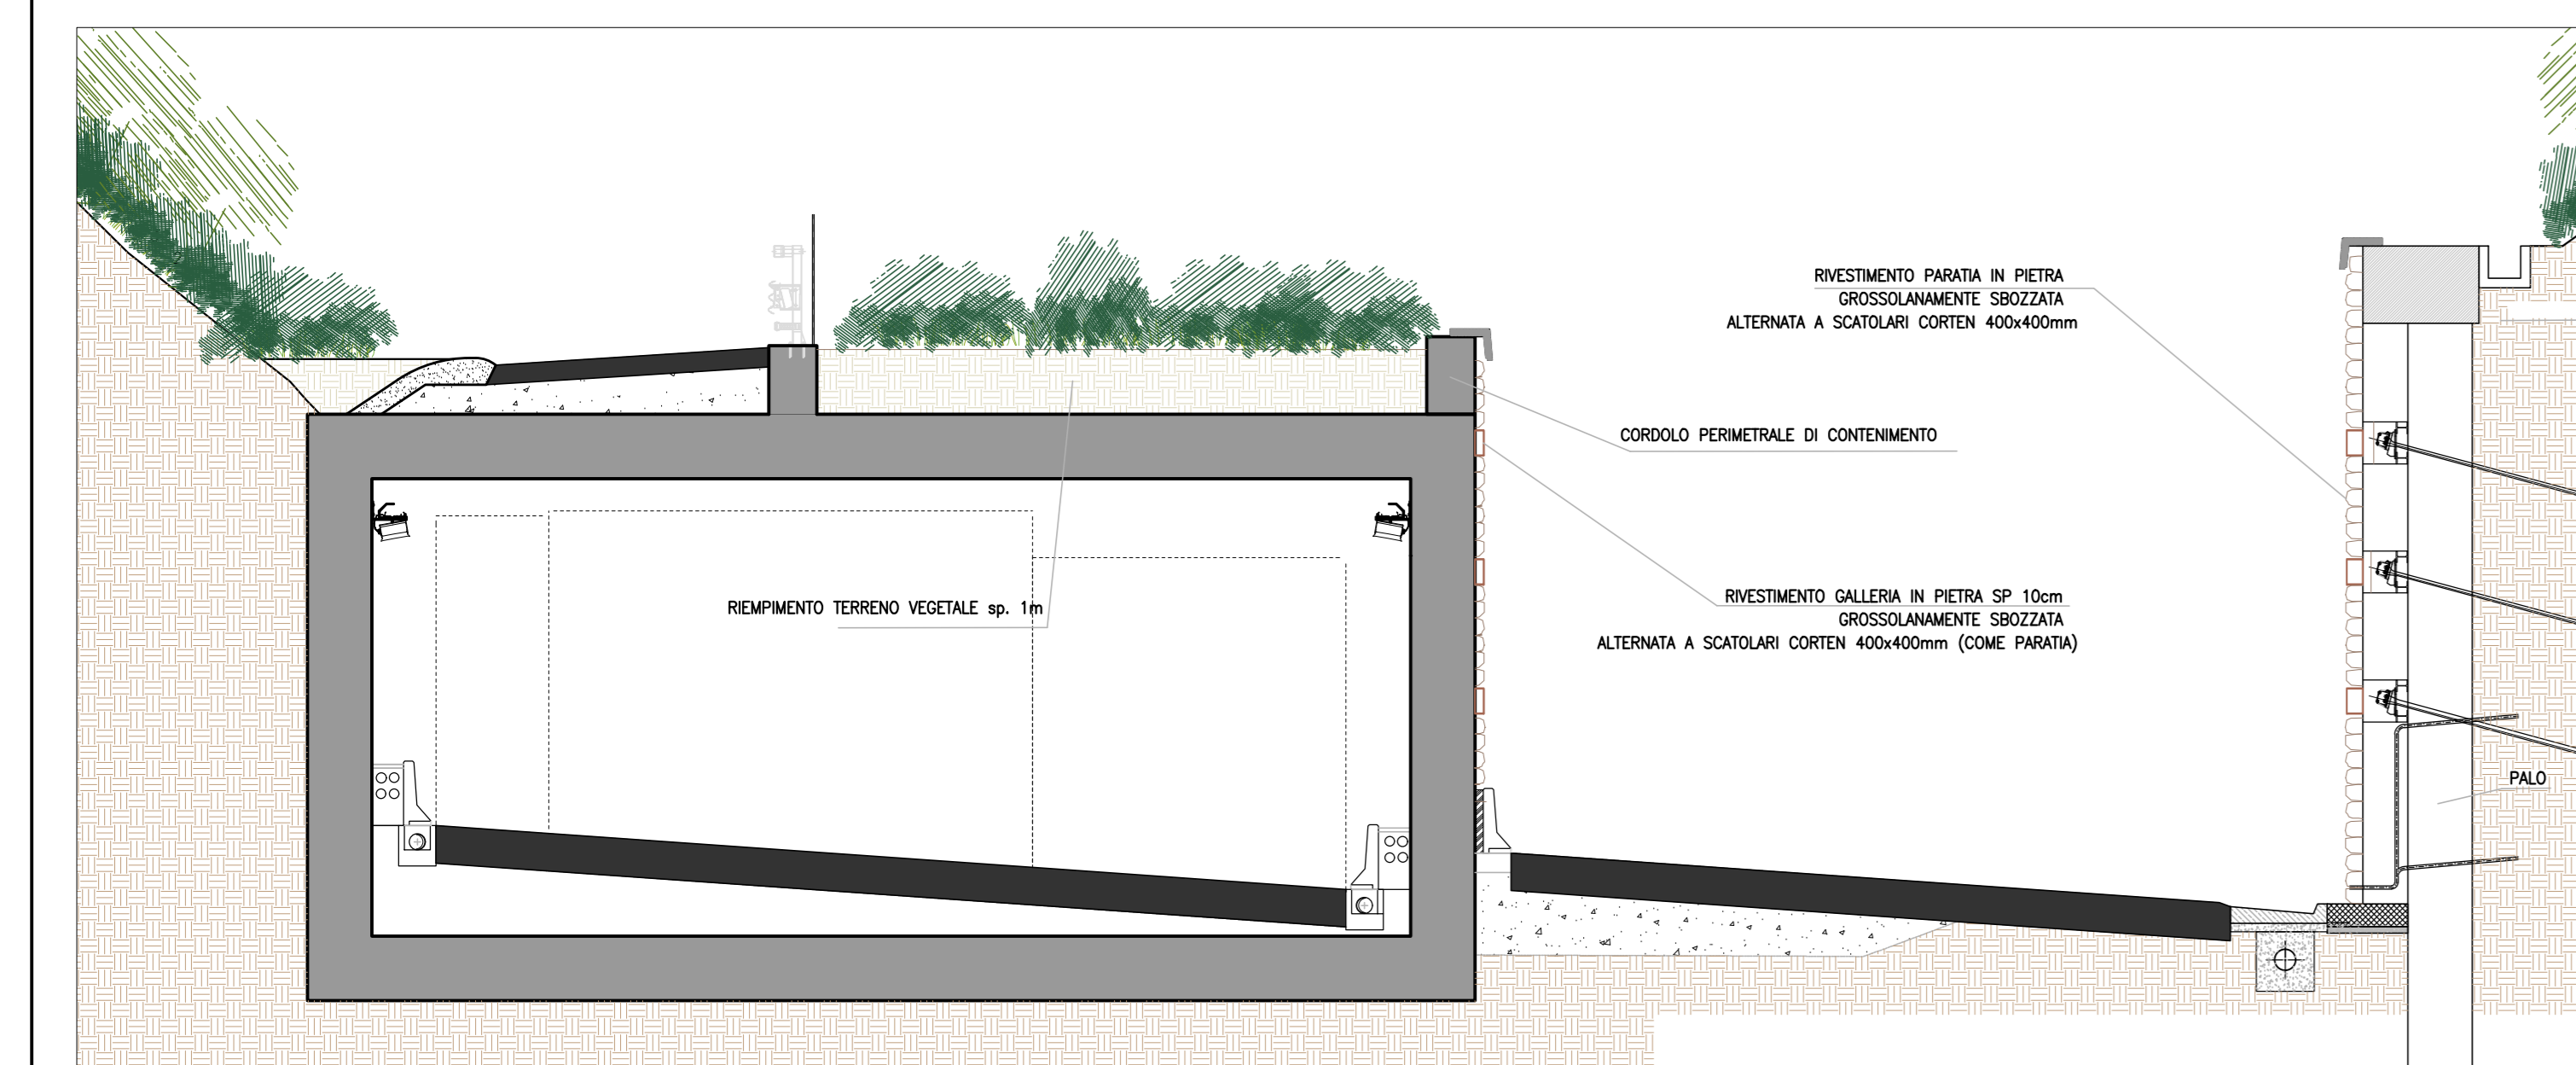 RIVESTIMENTO PARATIA IN PIETRA
GROSSOLANAMENTE SBOZZATA
ALTERNATA A SCATOLARI CORTEN 400x400mm
CORDOLO PERIMETRALE DI CONTENIMENTO
RIEMPIMENTO TERRENO VEGETALE sp. 1m
RIVESTIMENTO GALLERIA IN PIETRA SP 10cm
GROSSOLANAMENTE SBOZZATA
ALTERNATA A SCATOLARI CORTEN 400x400mm (COME PARATIA)
PALO